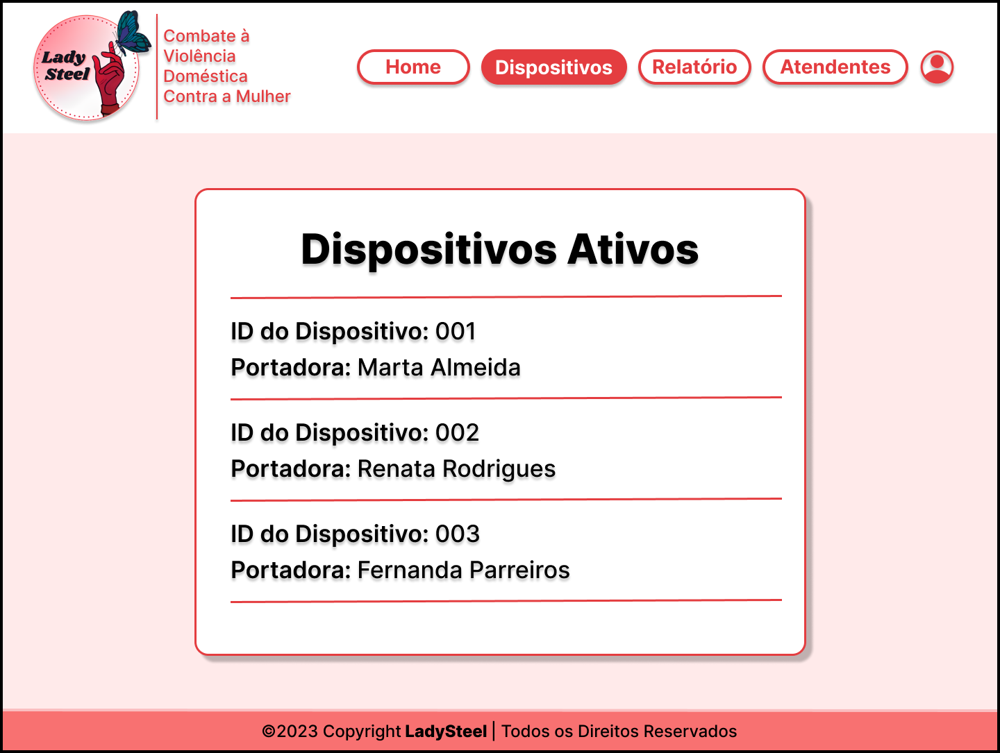 Lady
Steel
Combate à
Violência
Doméstica
Contra a Mulher
Home
Dispositivos
Relatório
Atendentes
Dispositivos Ativos
ID do Dispositivo: 001
Portadora: Marta Almeida
ID do Dispositivo: 002
Portadora: Renata Rodrigues
ID do Dispositivo: 003
Portadora: Fernanda Parreiros
©2023 Copyright LadySteel | Todos os Direitos Reservados